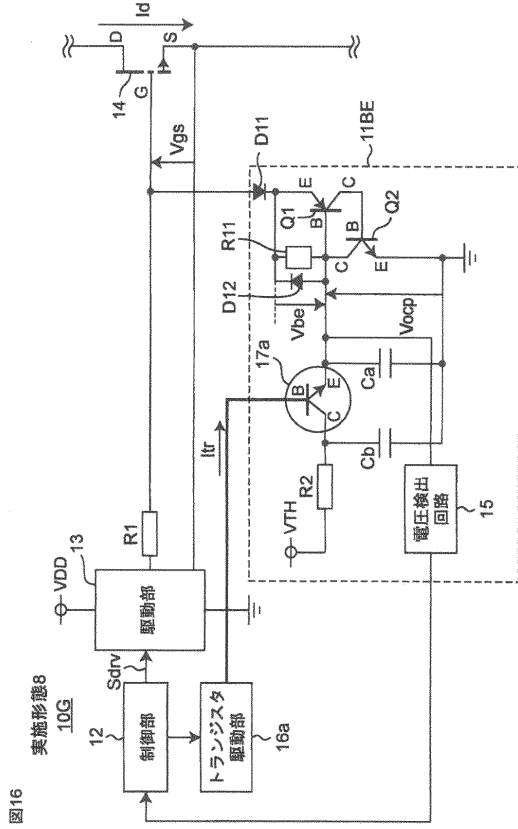 図16
実施形態8
10G
VDD
12
制御部
Sdrv
13
駆動部
R1
Vgs
14
G
D
S
Id
トランジスタ
駆動部
16a
Itr
D11
11BE
VTH
R2
17a
B
C
E
Vbe
D12
R11
Q1
B
E
C
Q2
B
C
E
Cb
Ca
Vocp
電圧検出
回路
15